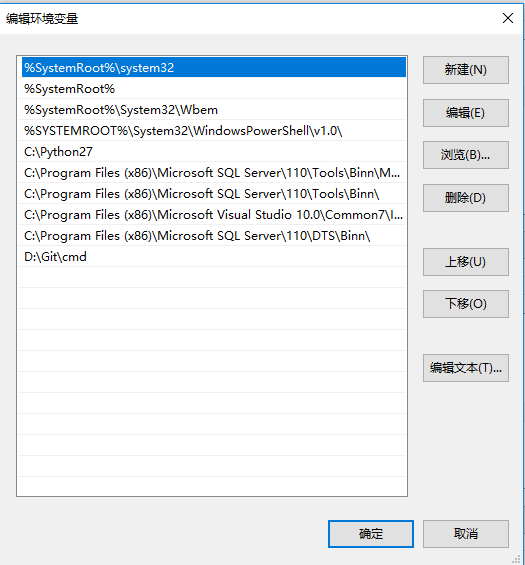 编辑环境变量
%SystemRoot%\system32
%SystemRoot%
%SystemRoot%\System32\Wbem
%SYSTEMROOT%\System32\WindowsPowerShell\v1.0\
C:\Python27
C:\Program Files (x86)\Microsoft SQL Server\110\Tools\Binn\M...
C:\Program Files (x86)\Microsoft SQL Server\110\Tools\Binn\
C:\Program Files (x86)\Microsoft Visual Studio 10.0\Common7\I...
C:\Program Files (x86)\Microsoft SQL Server\110\DTS\Binn\
D:\Git\cmd
新建(N)
编辑(E)
浏览(B)...
删除(D)
上移(U)
下移(O)
编辑文本(T)...
确定
取消